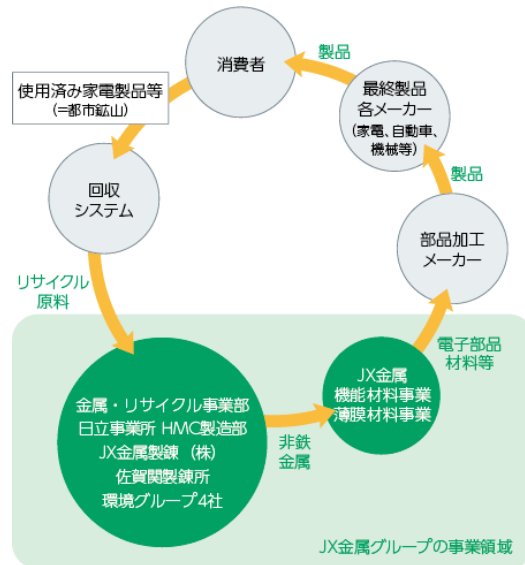 製品
消費者
最終製品
各メーカー
(家電、自動車、
機械等)
使用済み家電製品等
(=都市鉱山)
製品
回収
システム
部品加工
メーカー
リサイクル
原料
電子部品
材料等
JX金属
機能材料事業
薄膜材料事業
金属・リサイクル事業部
日立事業所 HMC製造部
JX金属製錬（株）
佐賀関製錬所
環境グループ4社
非鉄
金属
JX金属グループの事業領域